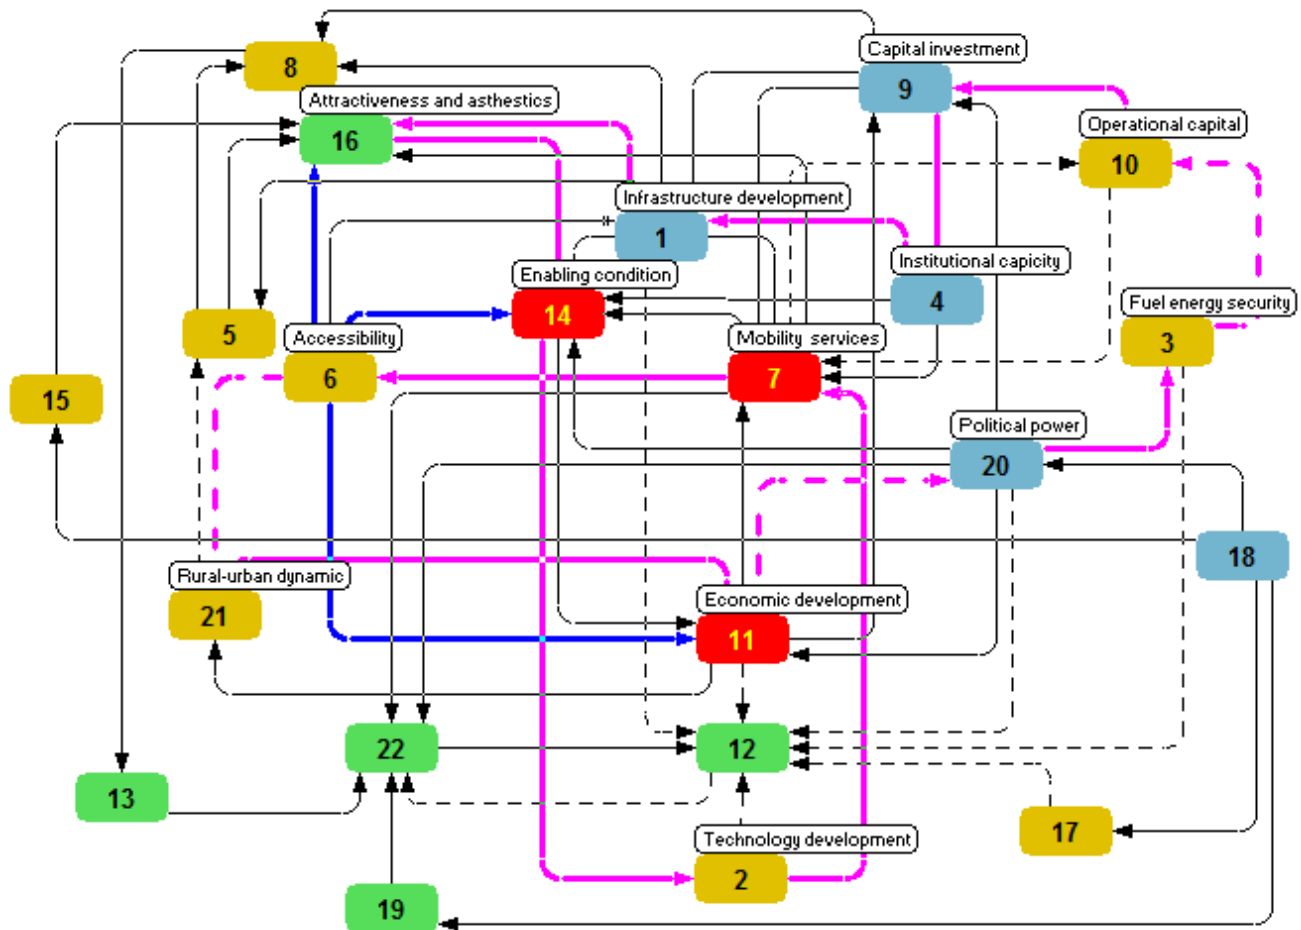 Capital investment
8
9
Attractiveness and asthestics
Operational capital
16
10
Infrastructure development
1
Enabling condition
Institutional capicity
14
4
Fuel energy security
5
Accessibility
Mobility services
3
6
7
15
Political power
20
18
Rural-urban dynamic
Economic development
21
11
22
12
13
Technology development
17
2
19